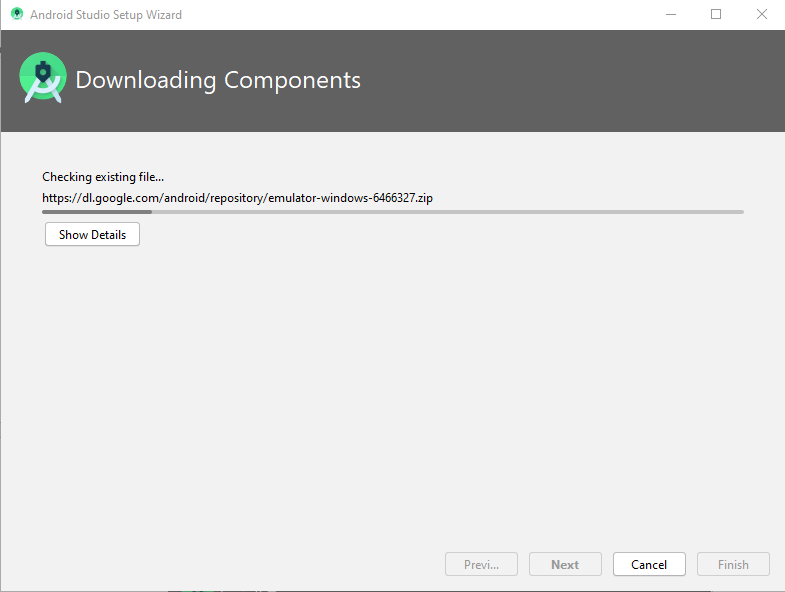 Android Studio Setup Wizard
Downloading Components
Checking existing file...
https://dl.google.com/android/repository/emulator-windows-6466327.zip
Show Details
Previ...
Next
Cancel
Finish